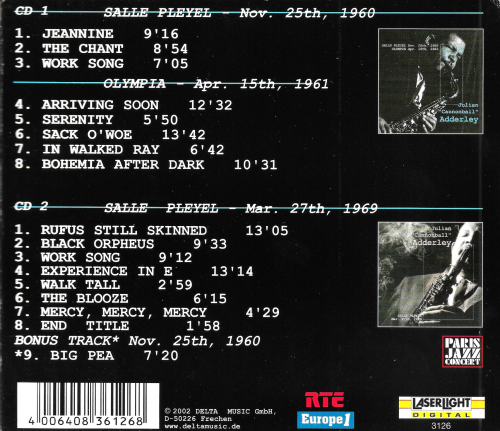 CD 1 SALLE PLEYEL - Nov. 25th, 1960
1. JEANNINE 9'16
2. THE CHANT 8'54
3. WORK SONG 7'05
OLYMPIA - Apr. 15th, 1961
4. ARRIVING SOON 12'32
5. SERENITY 5'50
6. SACK O'WOE 13'42
7. IN WALKED RAY 6'42
8. BOHEMIA AFTER DARK 10'31
Julian
"Cannonball"
Adderley
CD 2 SALLE PLEYEL - Mar. 27th, 1969
1. RUFUS STILL SKINNED 13'05
2. BLACK ORPHEUS 9'33
3. WORK SONG 9'12
4. EXPERIENCE IN E 13'14
5. WALK TALL 2'59
6. THE BLOOZE 6'15
7. MERCY, MERCY, MERCY 4'29
8. END TITLE 1'58
BONUS TRACK* Nov. 25th, 1960
*9. BIG PEA 7'20
Julian
"Cannonball"
Adderley
PARIS
JAZZ
CONCERT
4 006408 361268
© 2002 DELTA MUSIC GmbH,
D-50226 Frechen
www.deltamusic.de
RTE
Europe 1
LASERLIGHT
DIGITAL
3126